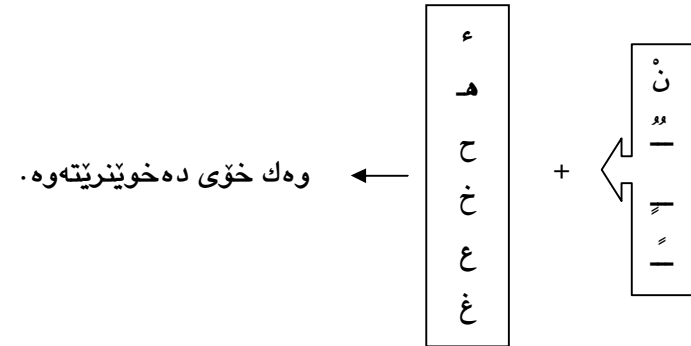 نْ
ـٌـ
ـٍـ
ـًـ
+
ء
هـ
ح
خ
ع
غ
وەك خۆی دەخوێنرێتەوە.